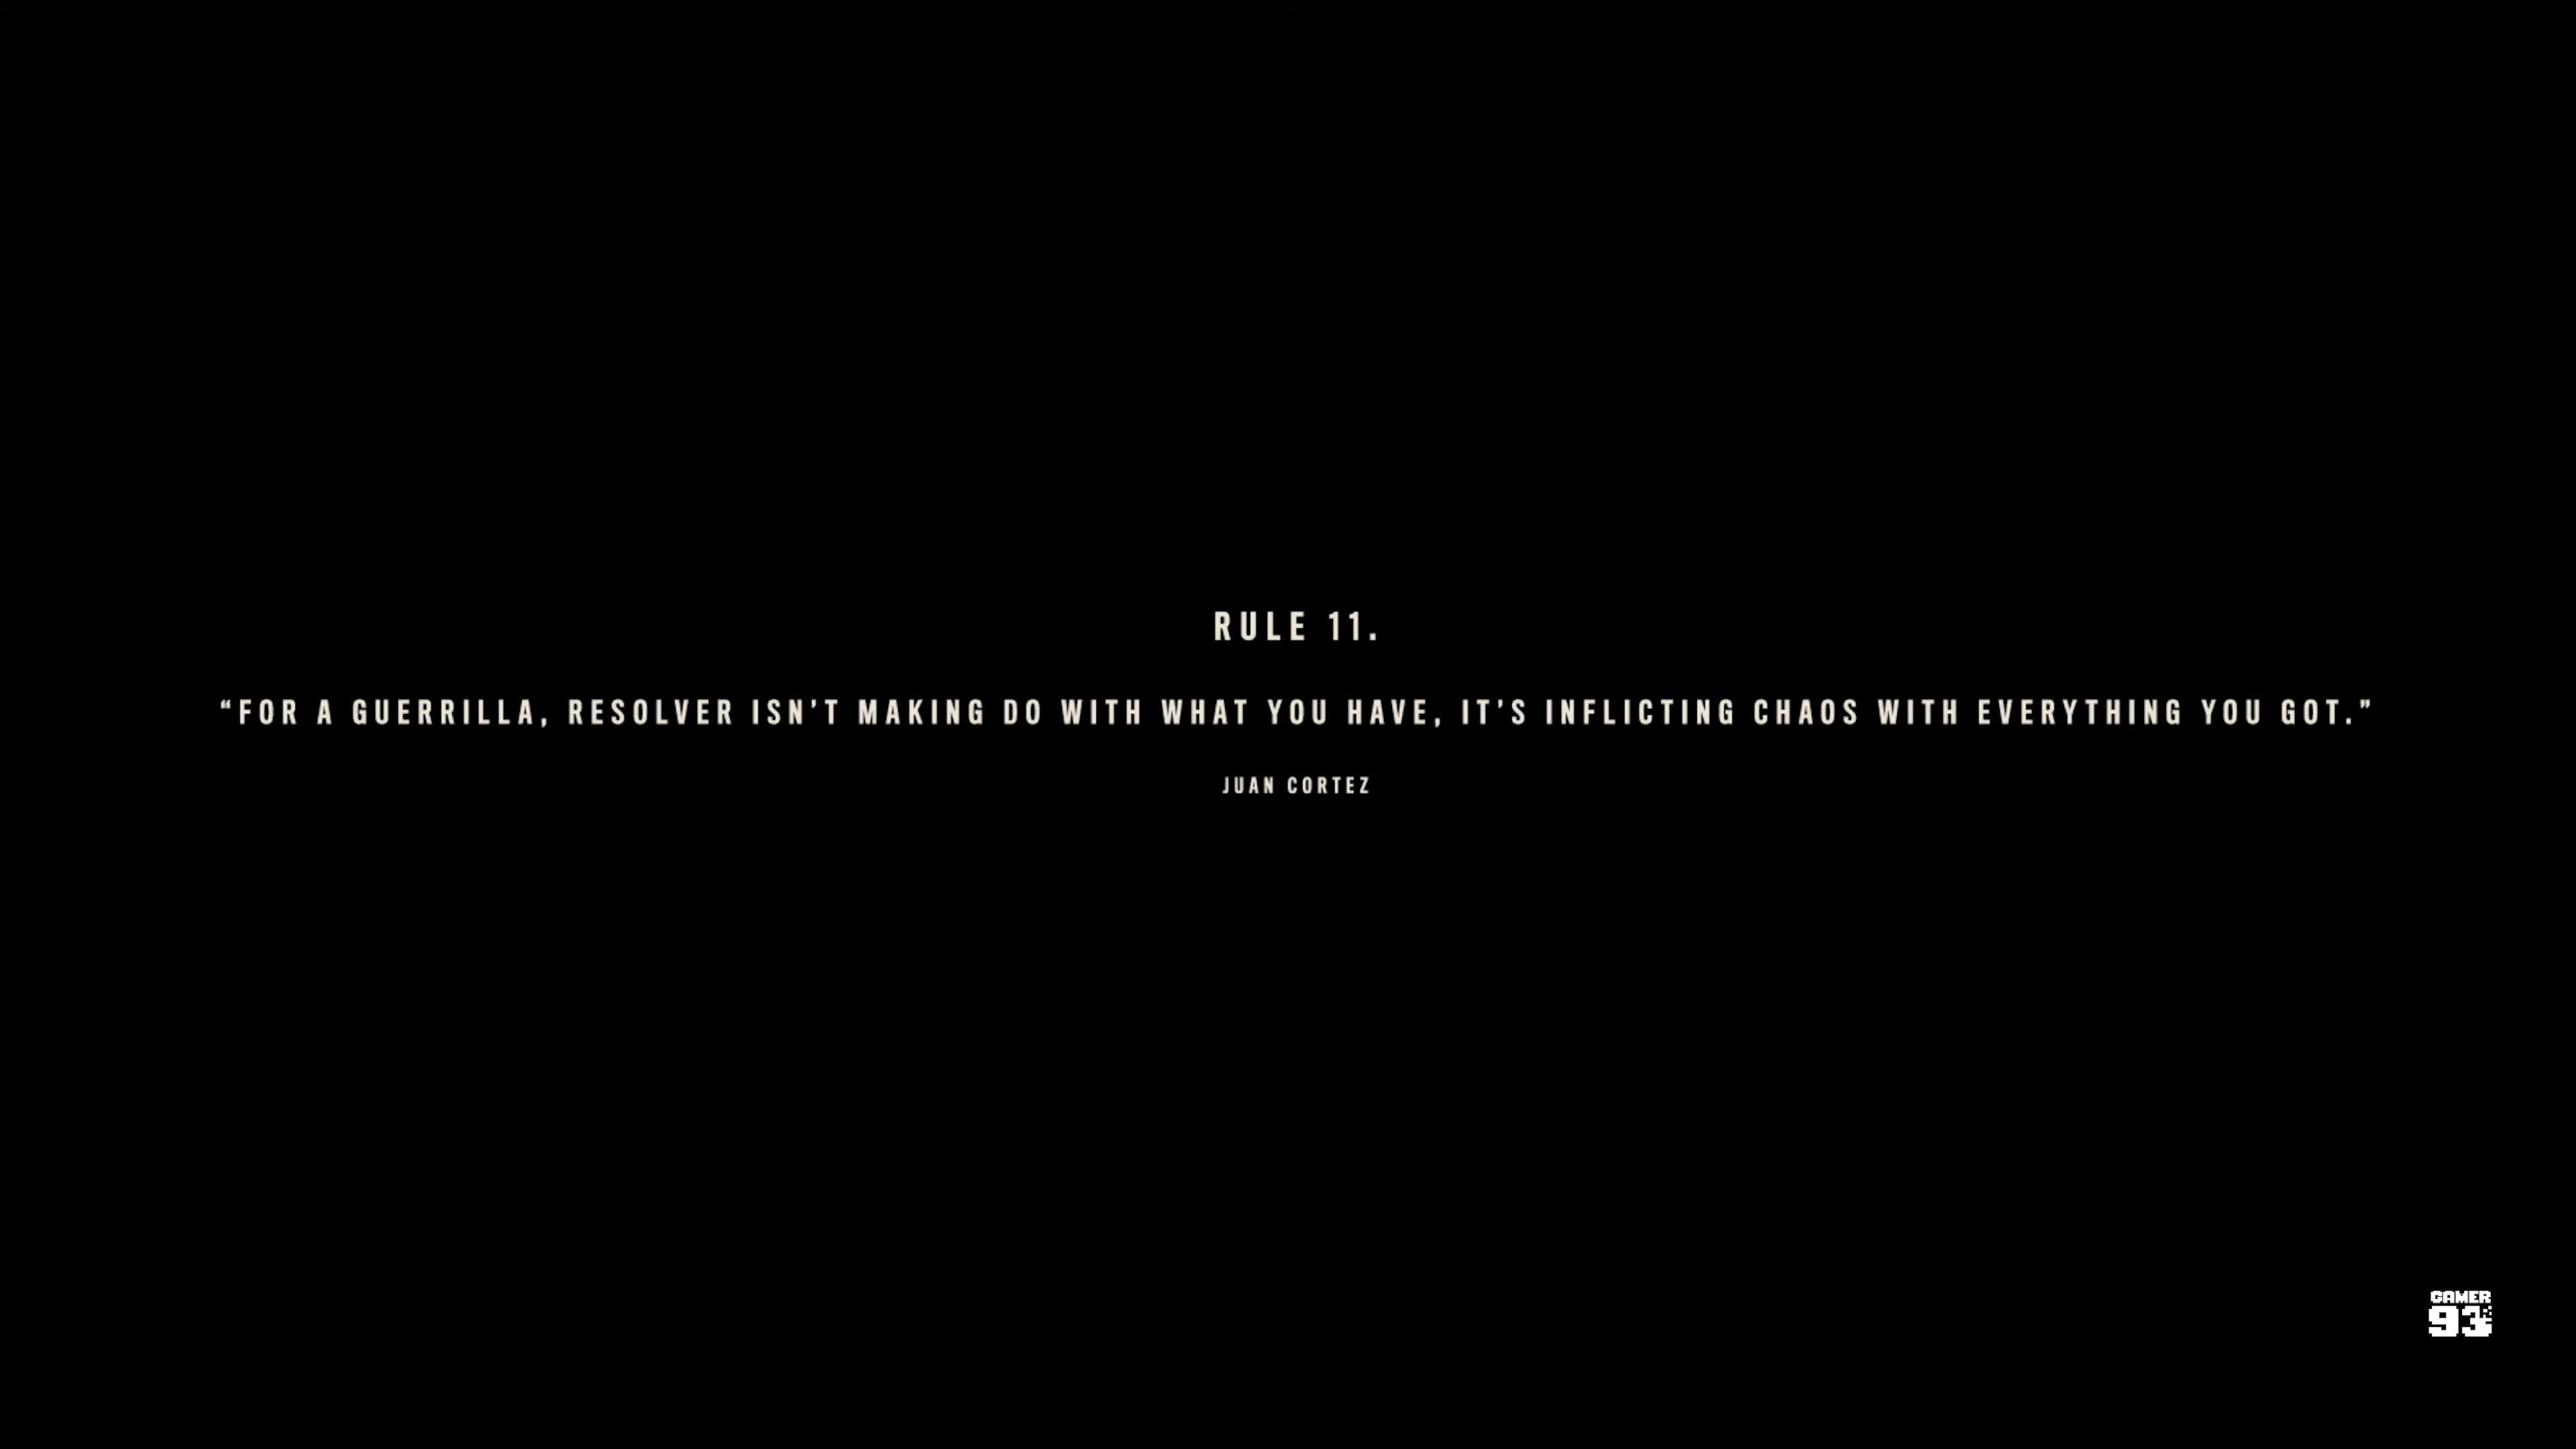 RULE 11.
“FOR A GUERRILLA, RESOLVER ISN’T MAKING DO WITH WHAT YOU HAVE, IT’S INFLICTING CHAOS WITH EVERYTHING YOU GOT.”
JUAN CORTEZ
GAMER
93